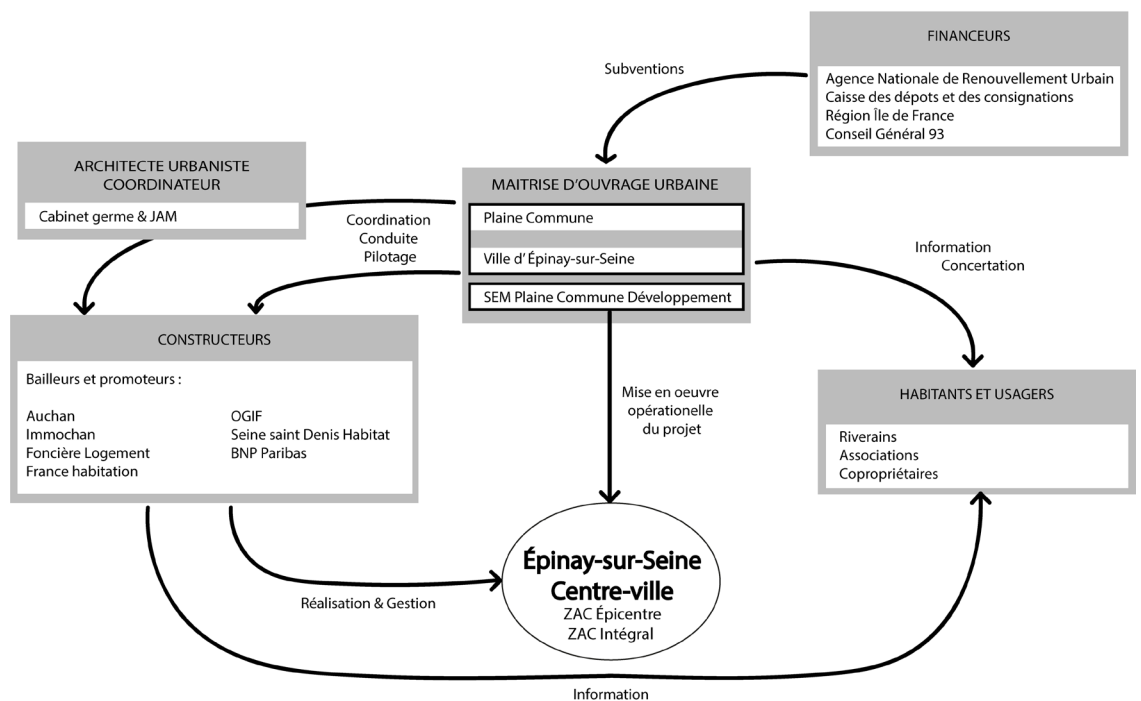 FINANCEURS
Agence Nationale de Renouvellement Urbain
Caisse des dépots et des consignations
Région Île de France
Conseil Général 93
Subventions
ARCHITECTE URBANISTE
COORDINATEUR
Cabinet germe & JAM
MAITRISE D'OUVRAGE URBAINE
Plaine Commune
Ville d' Épinay-sur-Seine
SEM Plaine Commune Développement
Coordination
Conduite
Pilotage
Information
Concertation
CONSTRUCTEURS
Bailleurs et promoteurs :
Auchan
Immochan
Foncière Logement
France habitation
OGIF
Seine saint Denis Habitat
BNP Paribas
Mise en oeuvre
opérationelle
du projet
HABITANTS ET USAGERS
Riverains
Associations
Copropriétaires
Épinay-sur-Seine
Centre-ville
ZAC Épicentre
ZAC Intégral
Réalisation & Gestion
Information